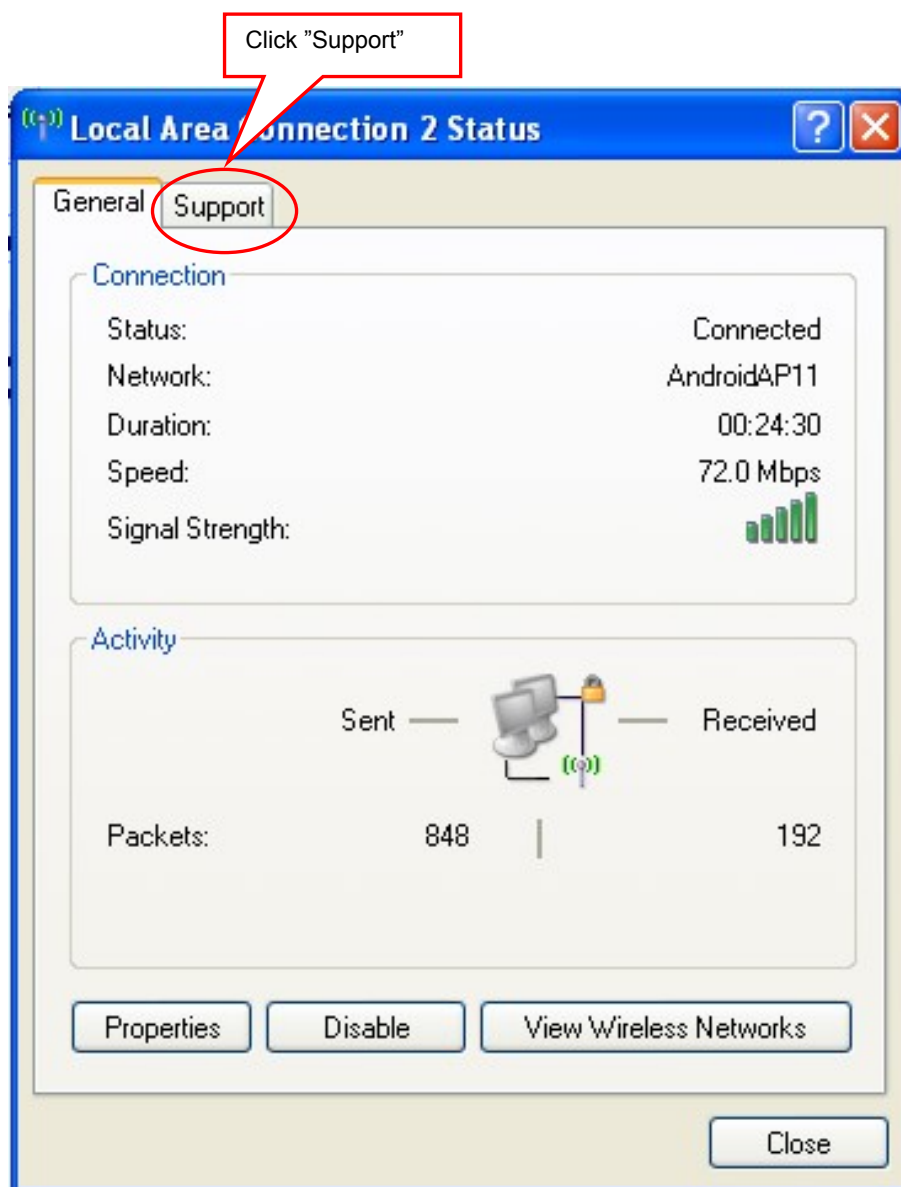 Click ”Support”
Local Area Connection 2 Status
General Support
Connection
Status: Connected
Network: AndroidAP11
Duration: 00:24:30
Speed: 72.0 Mbps
Signal Strength:
Activity
Sent Received
Packets: 848 192
Properties Disable View Wireless Networks
Close